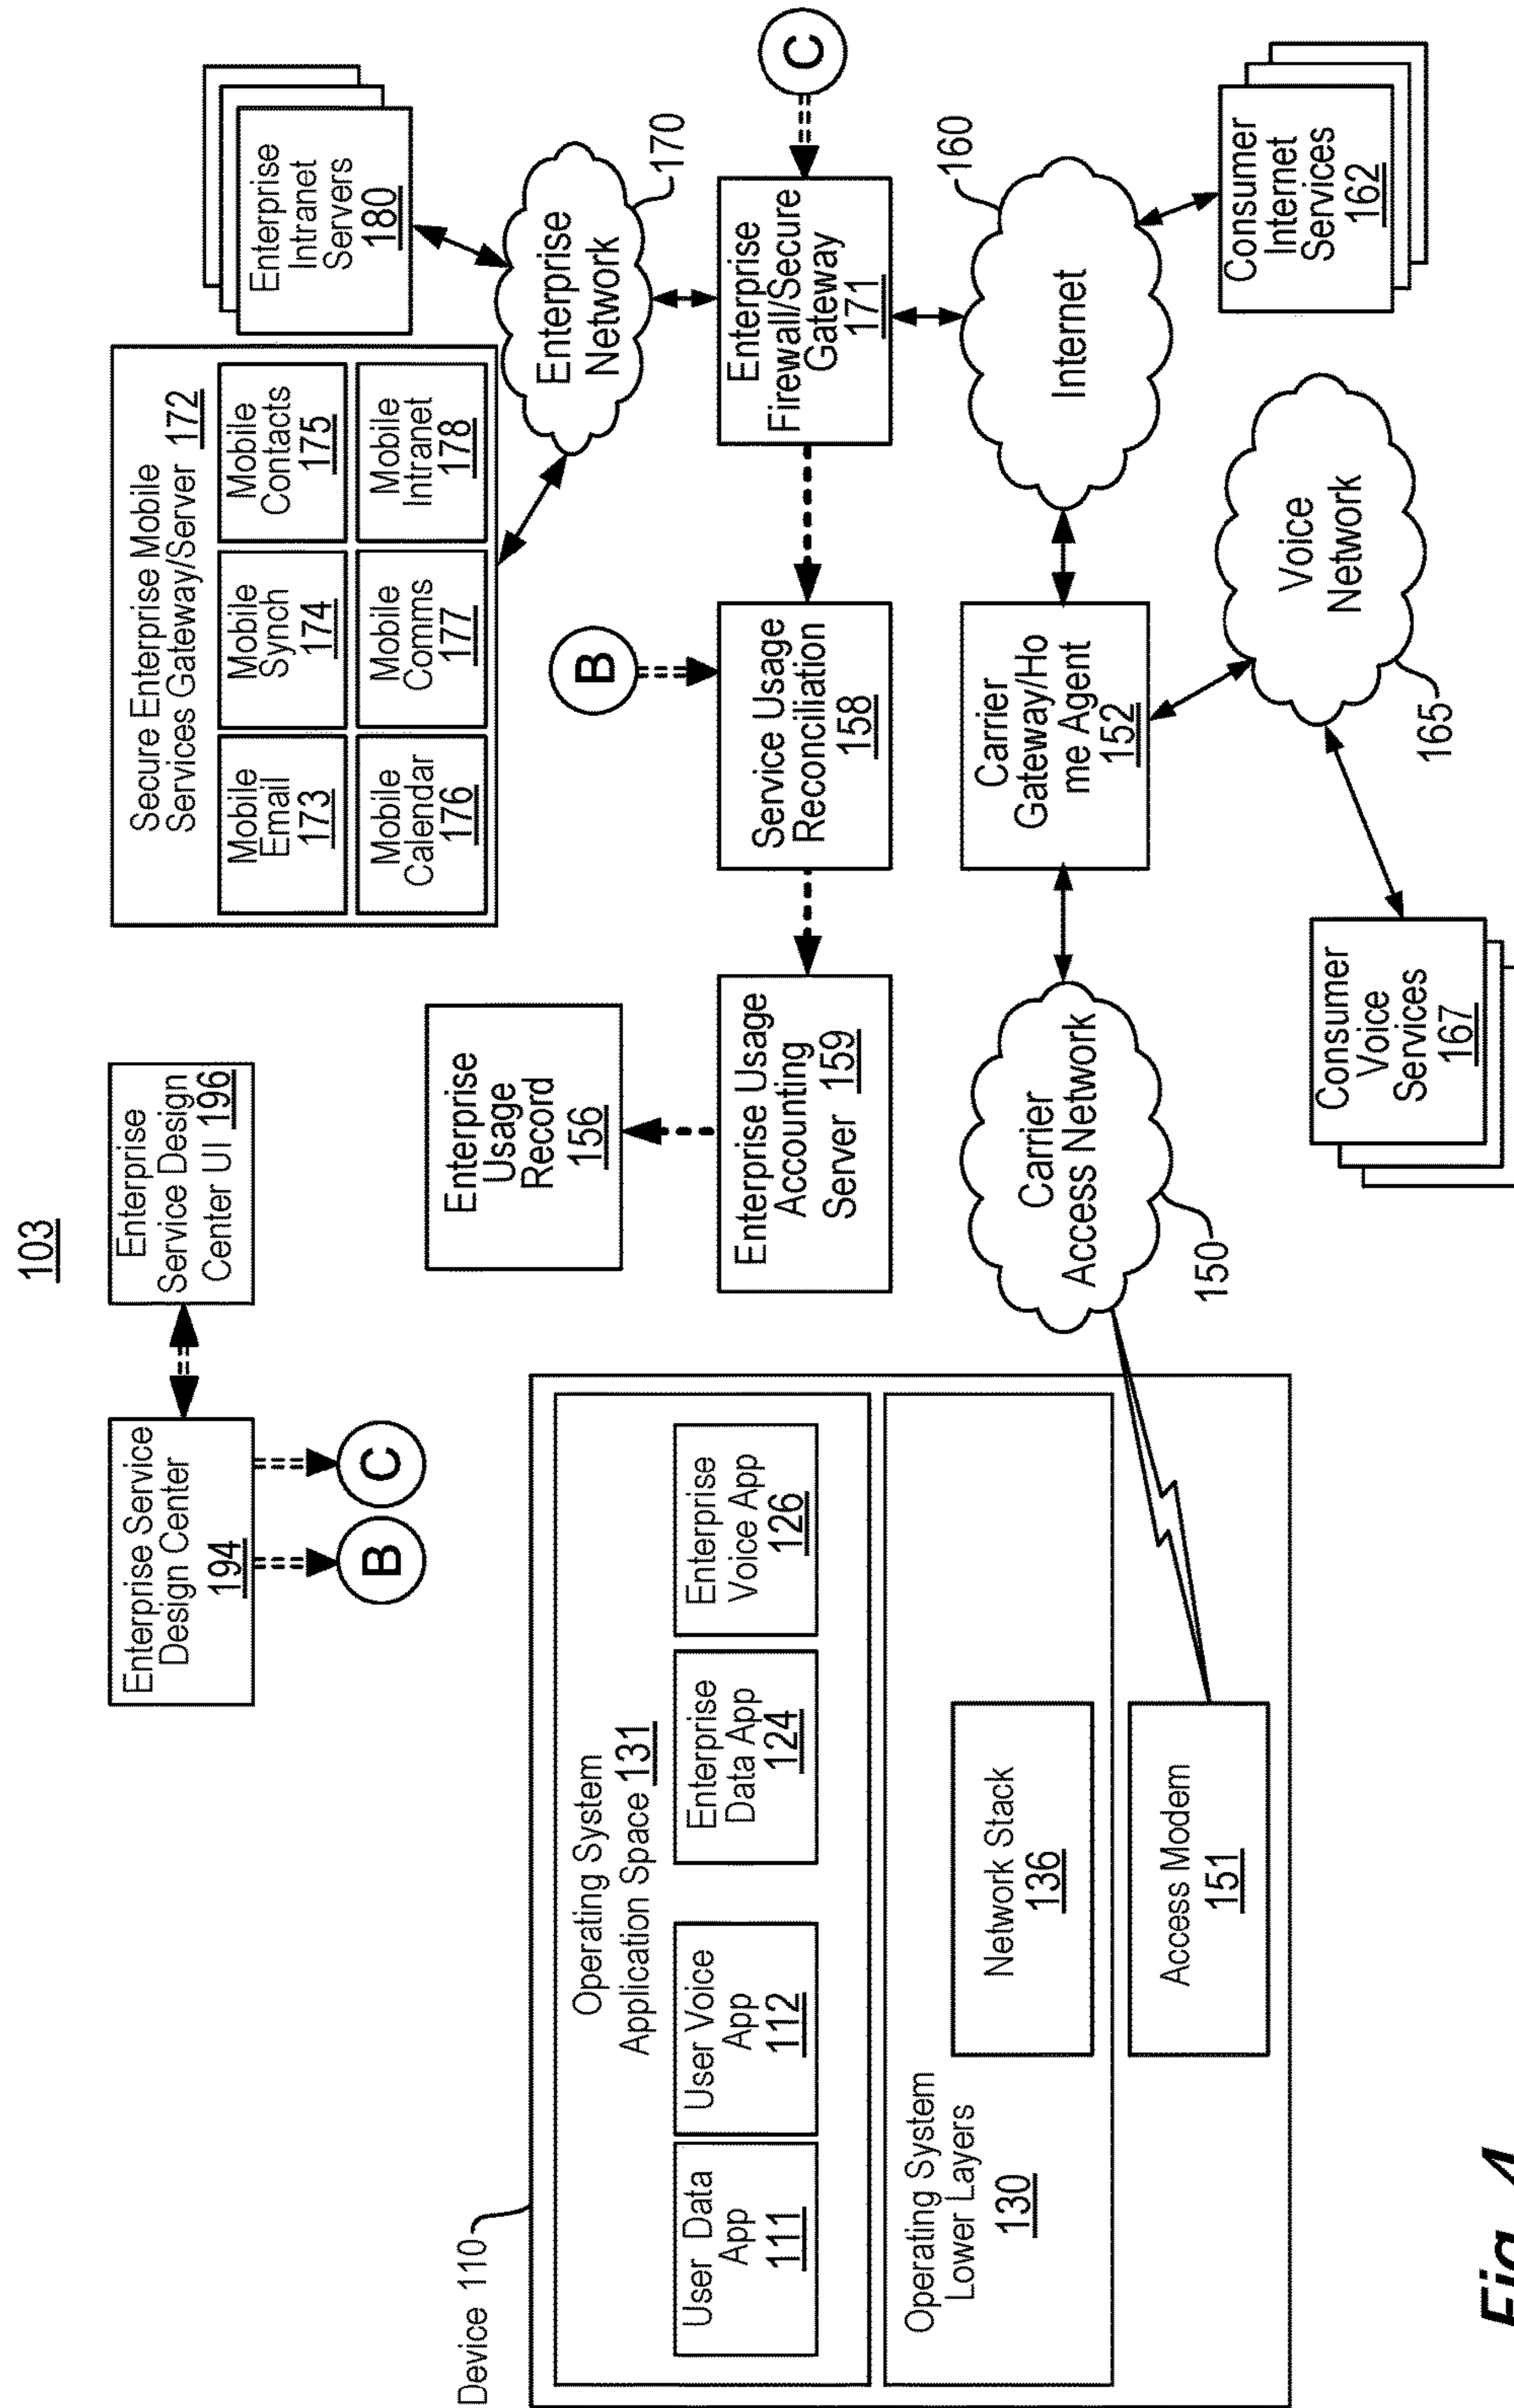 103
Enterprise Service
Design Center
194
Enterprise
Service Design
Center UI 196
B
C
Secure Enterprise Mobile
Services Gateway/Server 172
Mobile
Email
173
Mobile
Synch
174
Mobile
Contacts
175
Mobile
Calendar
176
Mobile
Comms
177
Mobile
Intranet
178
Enterprise
Intranet
Servers
180
Enterprise
Network
170
Device 110
Operating System
Application Space 131
User Data
App
111
User Voice
App
112
Enterprise
Data App
124
Enterprise
Voice App
126
Operating System
Lower Layers
130
Network Stack
136
Access Modem
151
Enterprise
Usage
Record
156
Enterprise Usage
Accounting
Server 159
B
Service Usage
Reconciliation
158
Enterprise
Firewall/Secure
Gateway
171
C
Carrier
Access Network
150
Carrier
Gateway/Ho
me Agent
152
Internet
160
Voice
Network
165
Consumer
Voice
Services
167
Consumer
Internet
Services
162
Fig. 4